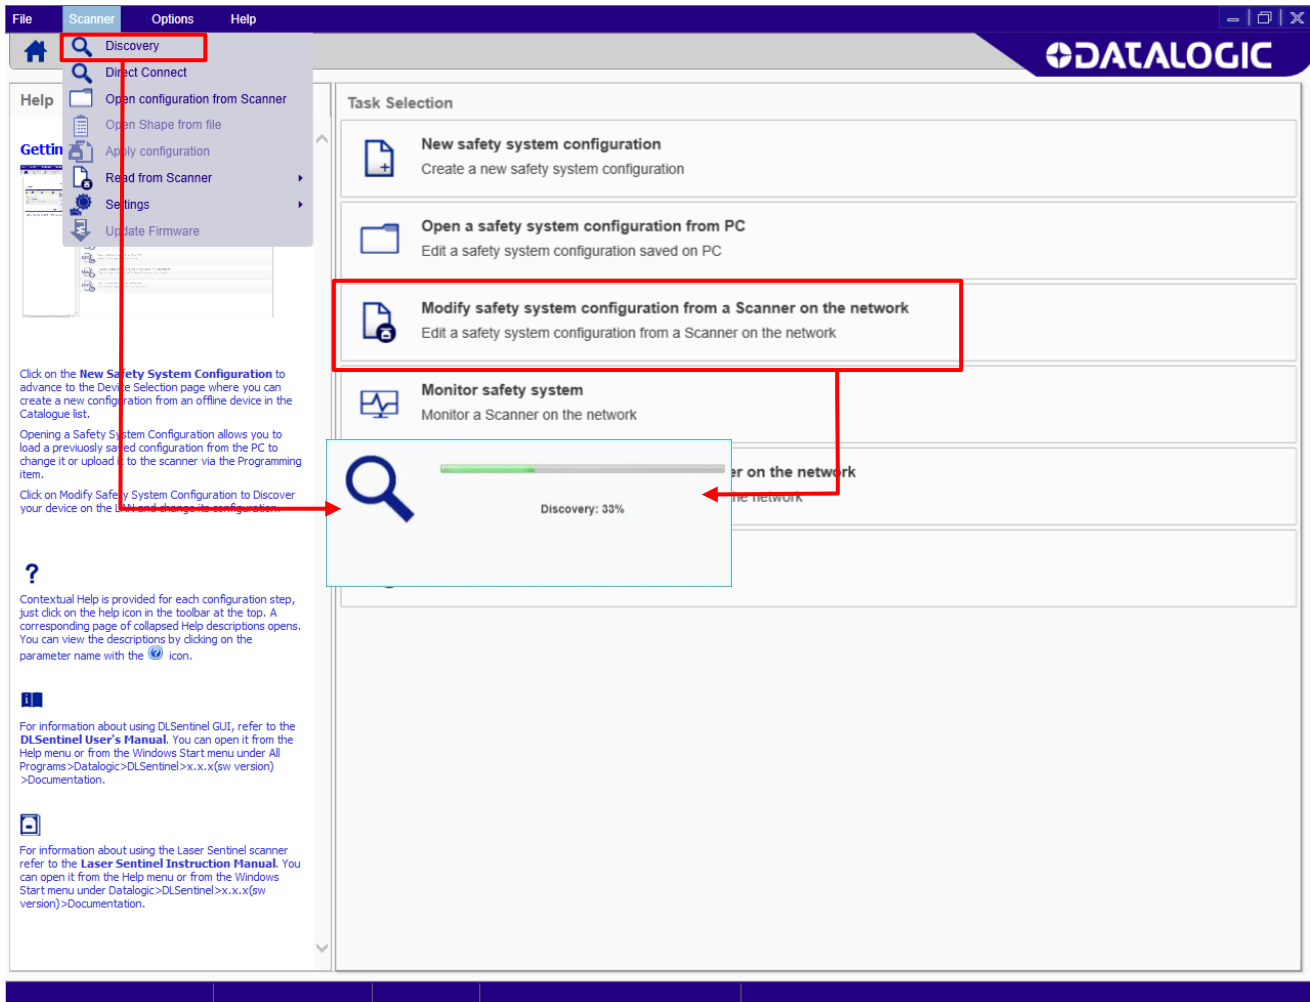 File Scanner Options Help
DATALOGIC
Discovery
Direct Connect
Open configuration from Scanner
Open Shape from file
Apply configuration
Read from Scanner
Settings
Update Firmware
Help
Gettin
Click on the New Safety System Configuration to
advance to the Device Selection page where you can
create a new configuration from an offline device in the
Catalogue list.
Opening a Safety System Configuration allows you to
load a previuosly saved configuration from the PC to
change it or upload it to the scanner via the Programming
item.
Click on Modify Safety System Configuration to Discover
your device on the LAN and change its configuration.
?
Contextual Help is provided for each configuration step,
just click on the help icon in the toolbar at the top. A
corresponding page of collapsed Help descriptions opens.
You can view the descriptions by clicking on the
parameter name with the ? icon.
For information about using DLSentinel GUI, refer to the
DLSentinel User's Manual. You can open it from the
Help menu or from the Windows Start menu under All
Programs>Datalogic>DLSentinel>x.x.x(sw version)
>Documentation.
For information about using the Laser Sentinel scanner
refer to the Laser Sentinel Instruction Manual. You
can open it from the Help menu or from the Windows
Start menu under Datalogic>DLSentinel>x.x.x(sw
version)>Documentation.
Task Selection
New safety system configuration
Create a new safety system configuration
Open a safety system configuration from PC
Edit a safety system configuration saved on PC
Modify safety system configuration from a Scanner on the network
Edit a safety system configuration from a Scanner on the network
Monitor safety system
Monitor a Scanner on the network
er on the network
he network
Discovery: 33%